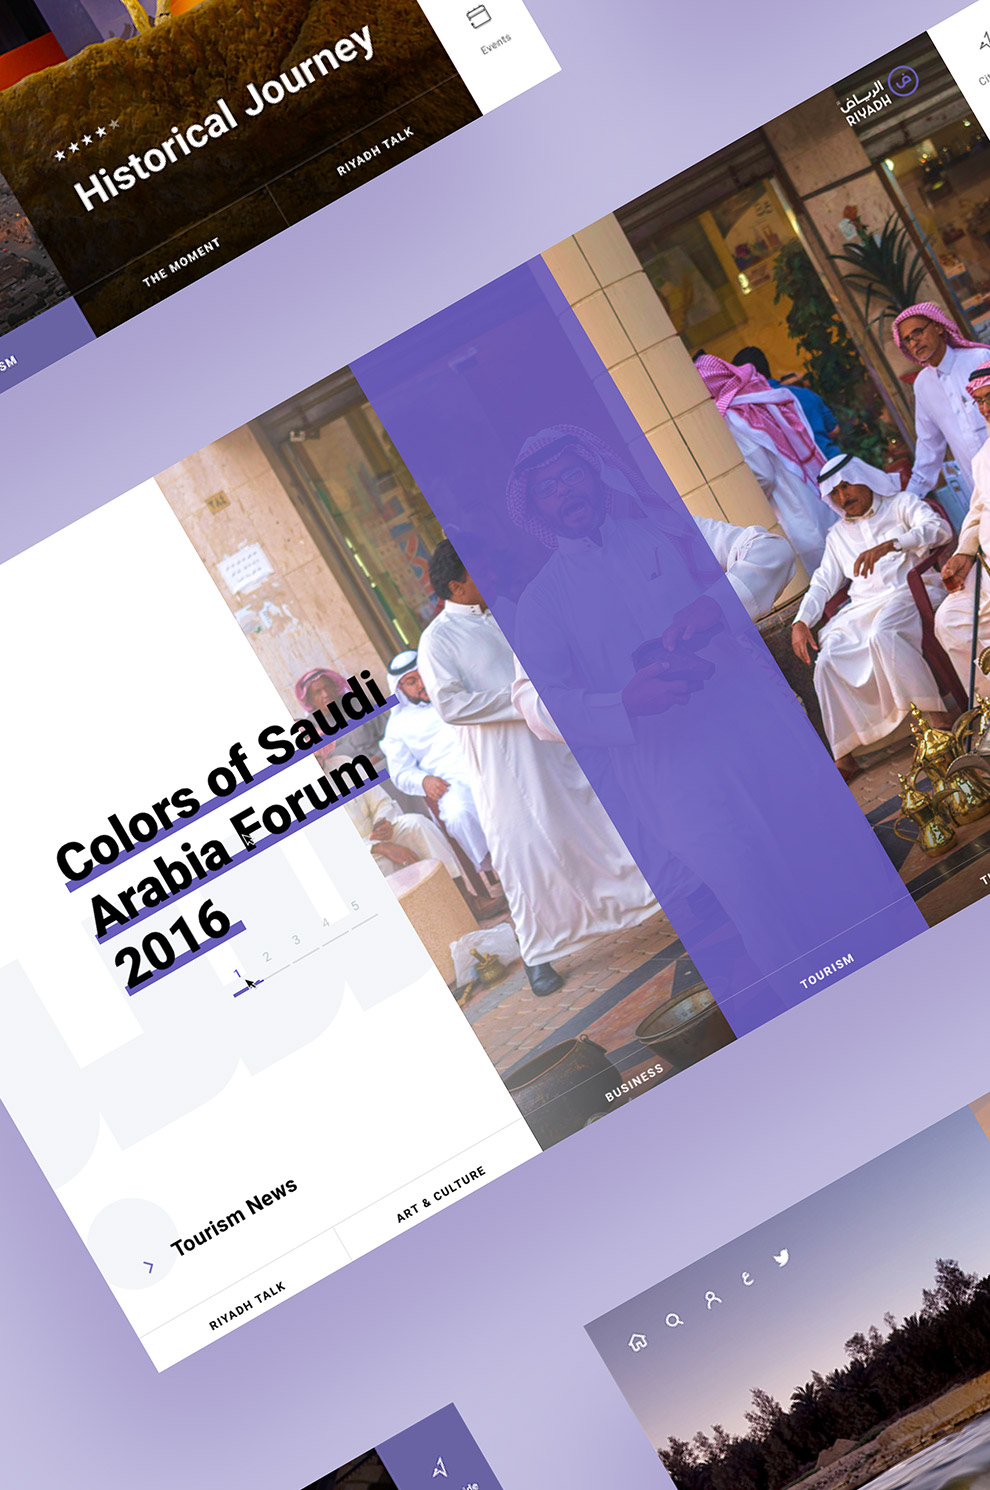 Events
Historical Journey
RIYADH TALK
THE MOMENT
SM
الرياض
RIYADH
ض
Colors of Saudi
Arabia Forum
2016
1 2 3 4 5
TOURISM
BUSINESS
Tourism News
ART & CULTURE
RIYADH TALK
ع